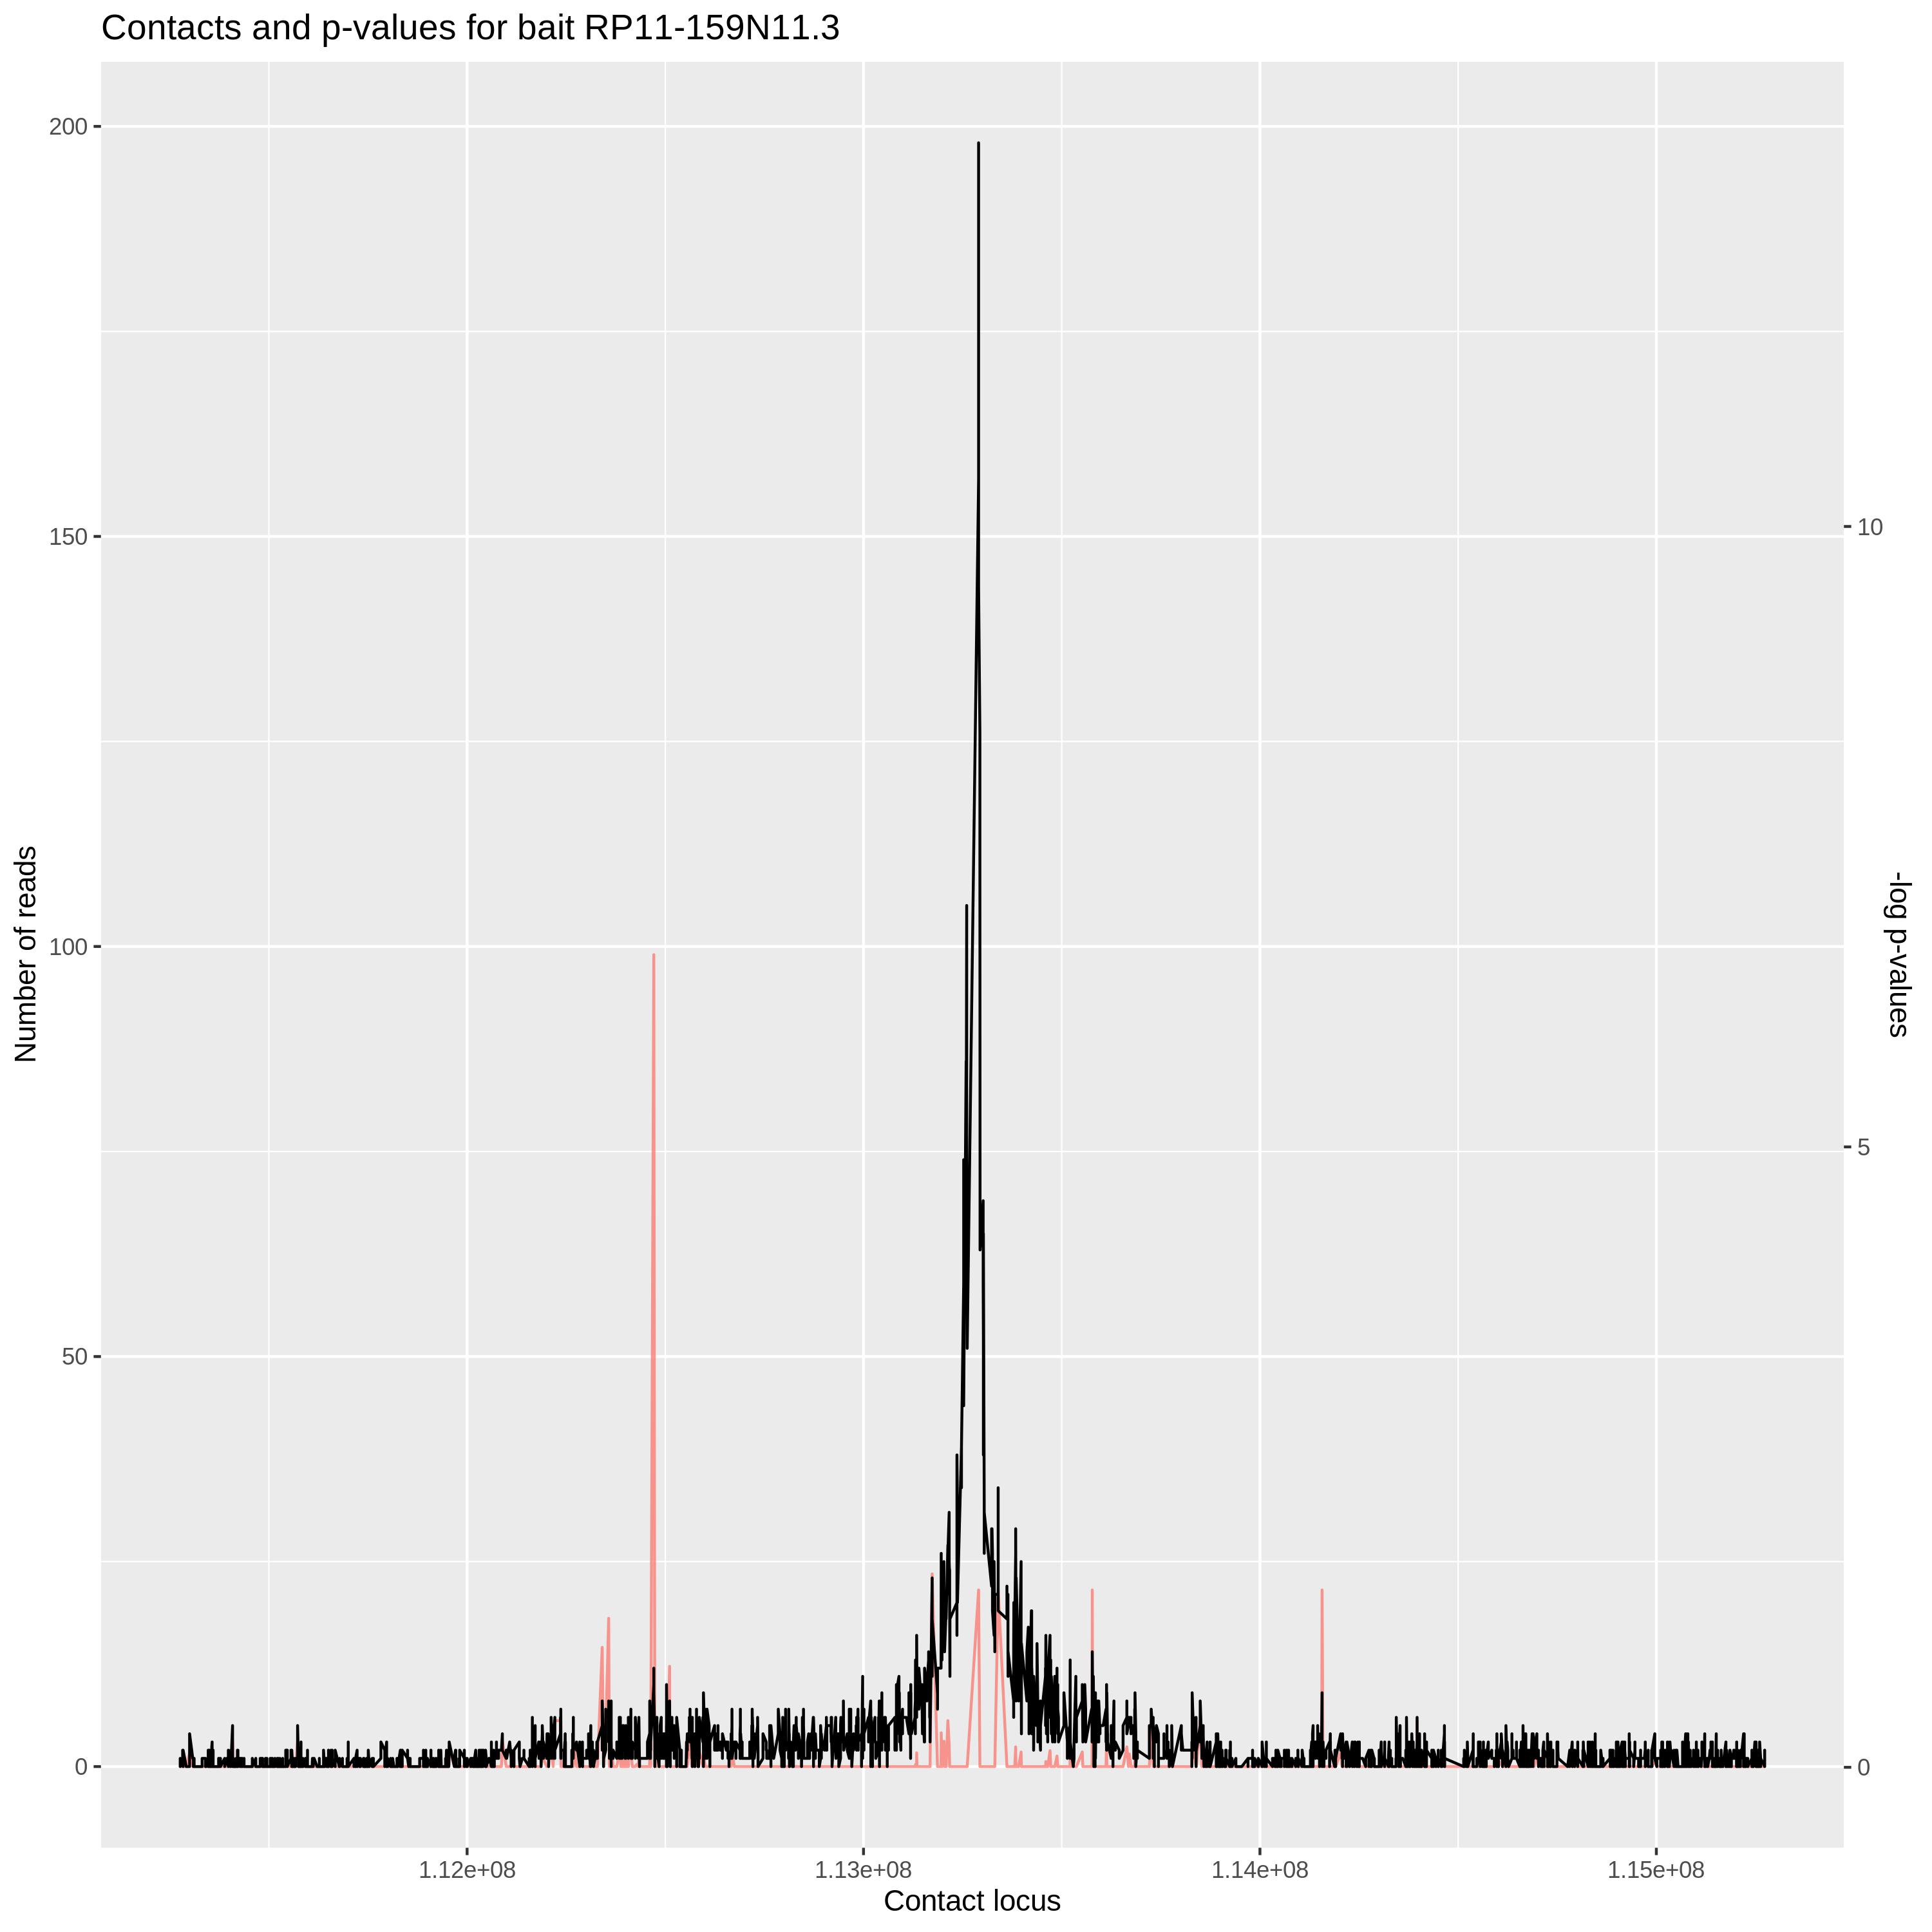 Contacts and p-values for bait RP11-159N11.3
200
150
100
50
0
Number of reads
10
5
0
-log p-values
1.12e+08
1.13e+08
1.14e+08
1.15e+08
Contact locus